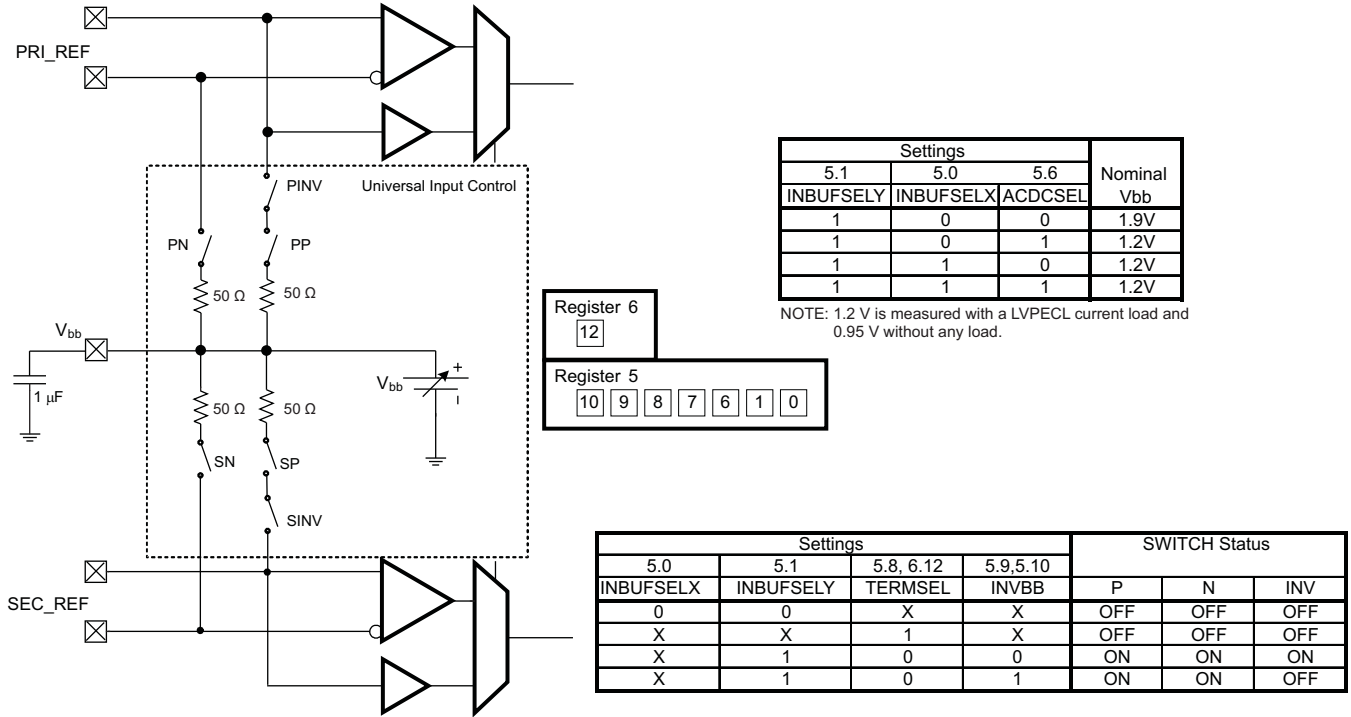 PRI_REF
PINV
Universal Input Control
PN
PP
50 Ω
50 Ω
Vbb
1 µF
Vbb
+
50 Ω
50 Ω
SN
SP
SINV
SEC_REF
Register 6
12
Register 5
10 9 8 7 6 1 0
Settings
5.1 5.0 5.6 Nominal
INBUFSELY INBUFSELX ACDCSEL Vbb
1 0 0 1.9V
1 0 1 1.2V
1 1 0 1.2V
1 1 1 1.2V
NOTE: 1.2 V is measured with a LVPECL current load and
0.95 V without any load.
Settings SWITCH Status
5.0 5.1 5.8, 6.12 5.9,5.10
INBUFSELX INBUFSELY TERMSEL INVBB P N INV
0 0 X X OFF OFF OFF
X X 1 X OFF OFF OFF
X 1 0 0 ON ON ON
X 1 0 1 ON ON OFF